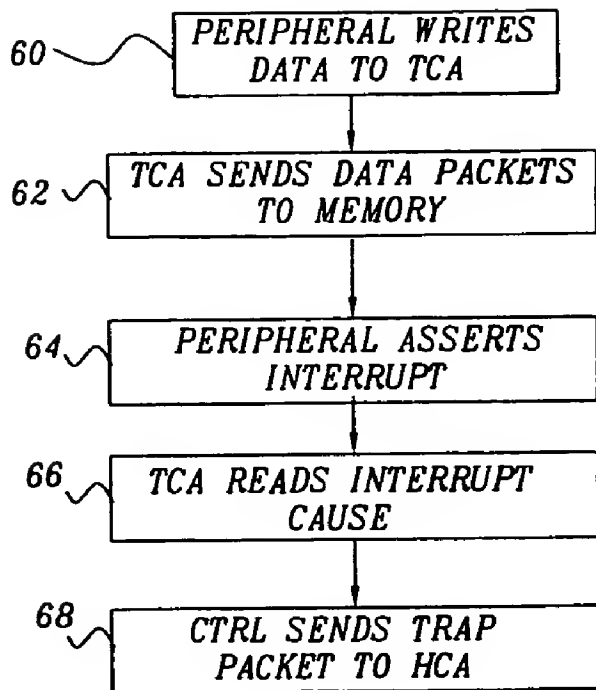 60
PERIPHERAL WRITES
DATA TO TCA
62
TCA SENDS DATA PACKETS
TO MEMORY
64
PERIPHERAL ASSERTS
INTERRUPT
66
TCA READS INTERRUPT
CAUSE
68
CTRL SENDS TRAP
PACKET TO HCA